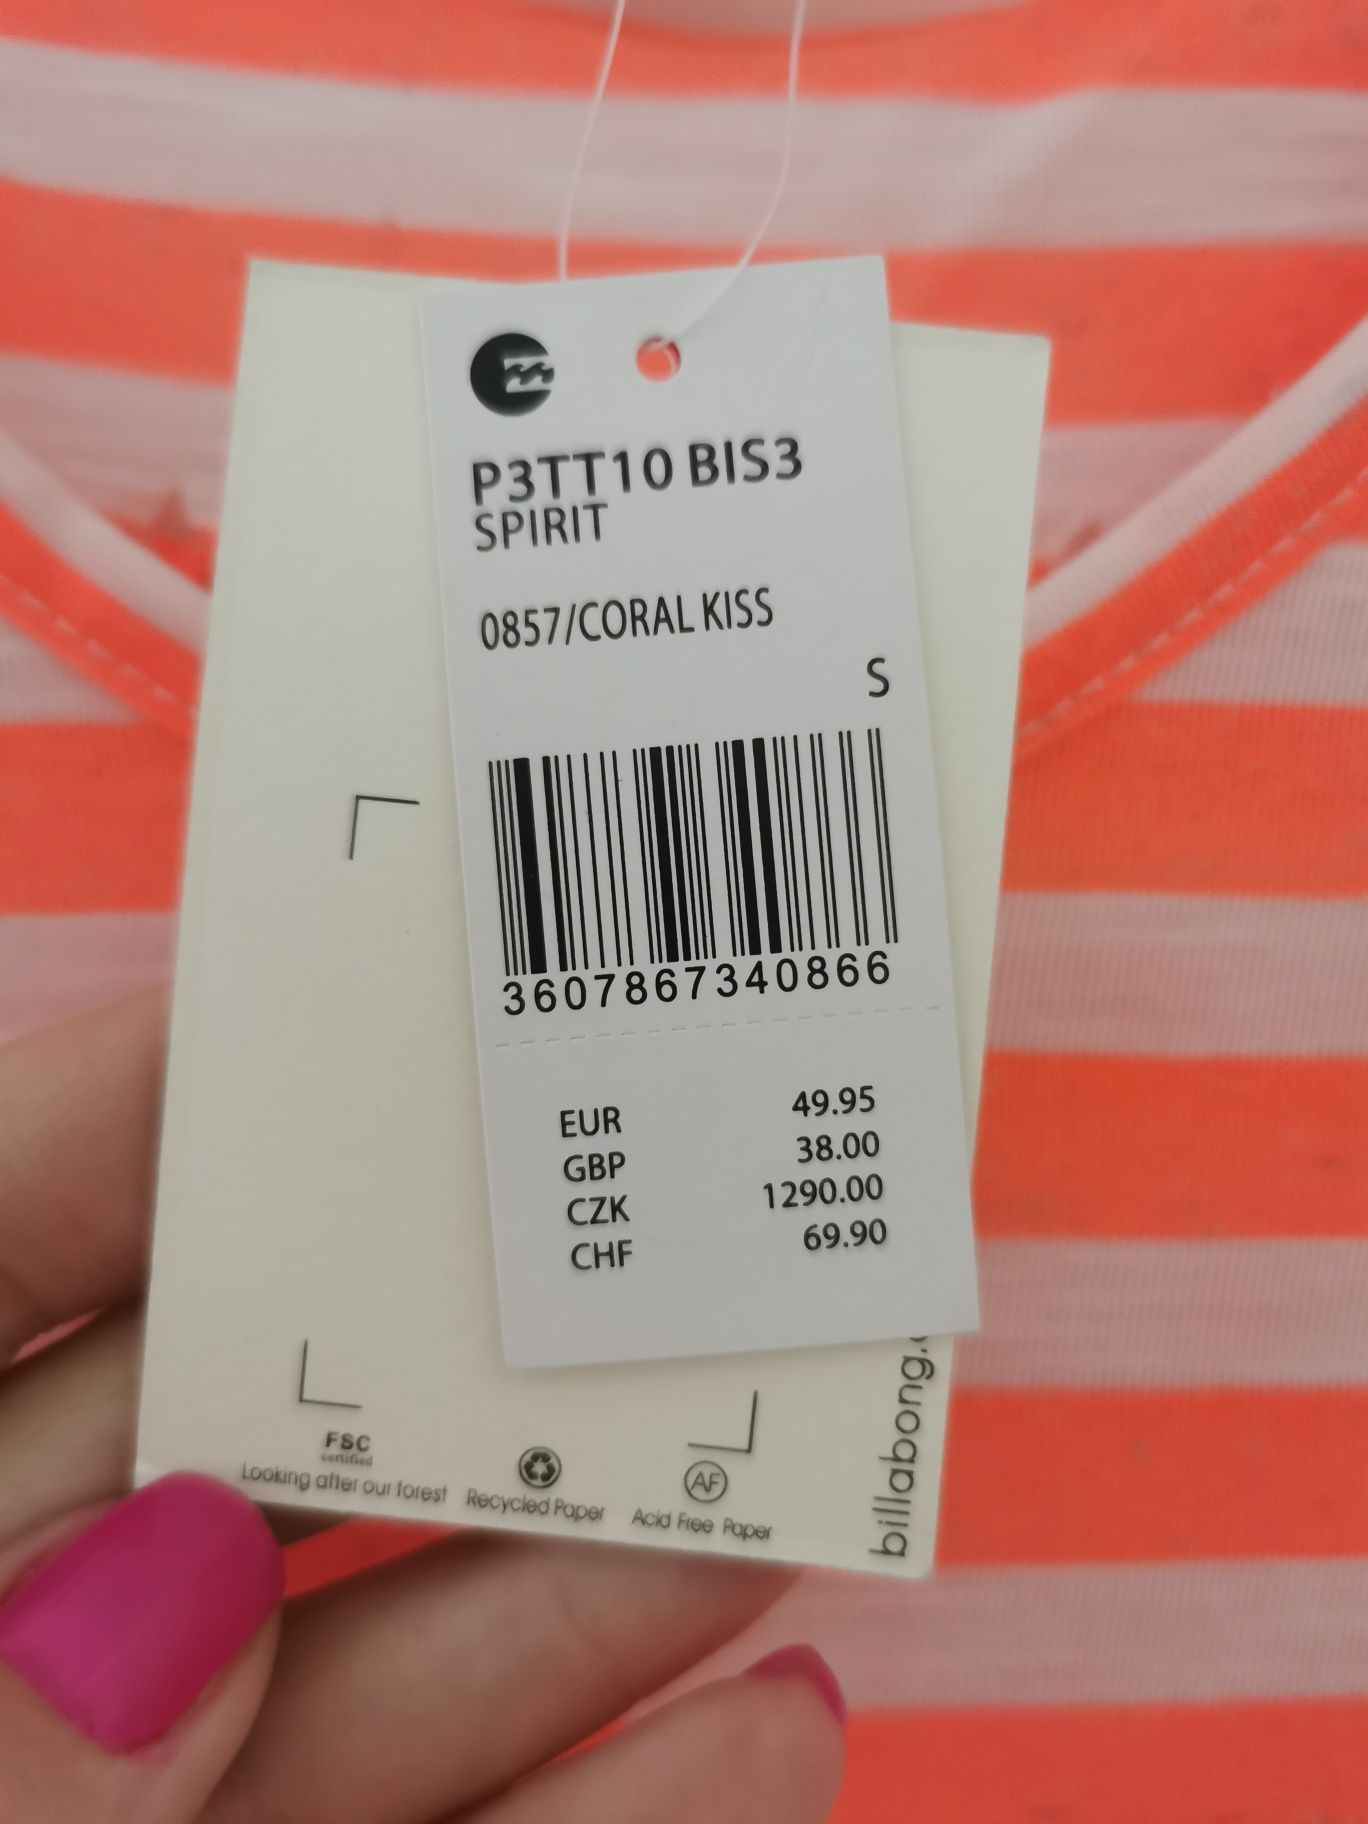 P3TT10 BIS3
SPIRIT
0857/CORAL KISS
S
3607867340866
EUR 49.95
GBP 38.00
CZK 1290.00
CHF 69.90
FSC
certified
Looking after our forest
Recycled Paper
AF
Acid Free Paper
billabong.